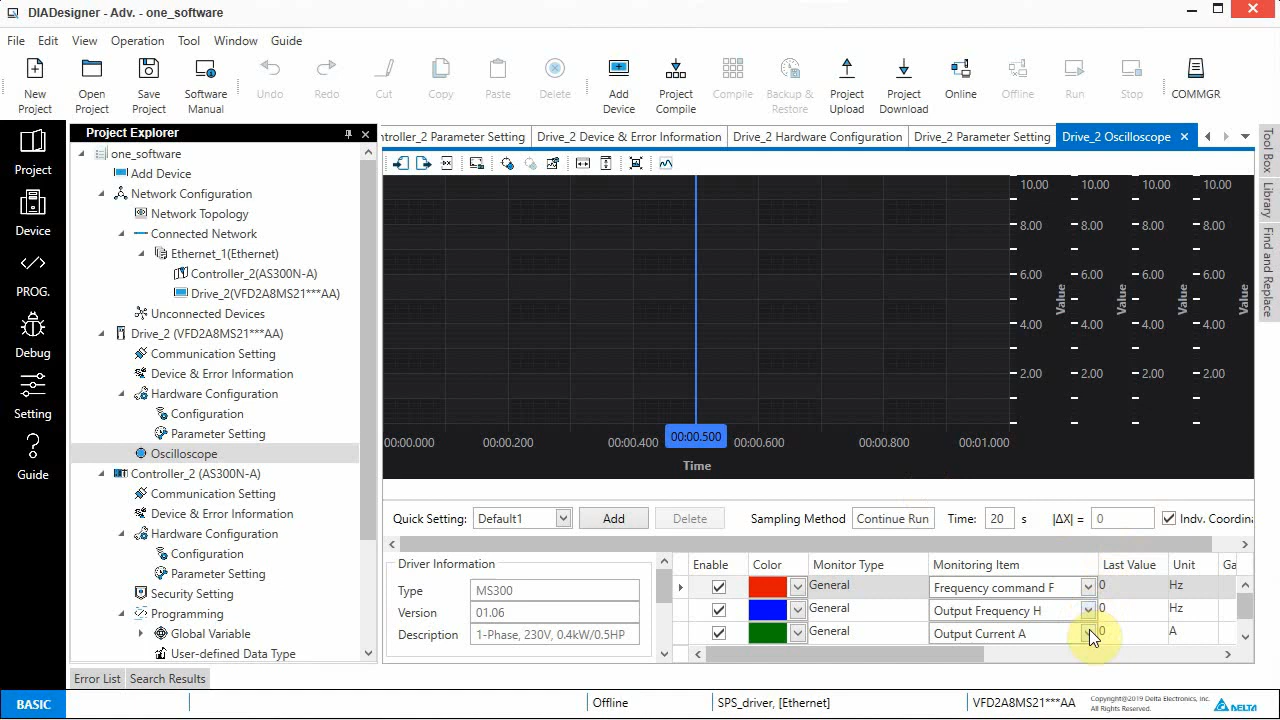 DIADesigner - Adv. - one_software
File Edit View Operation Tool Window Guide
New Project
Open Project
Save Project
Software Manual
Undo
Redo
Cut
Copy
Paste
Delete
Add Device
Project Compile
Compile
Backup & Restore
Project Upload
Project Download
Online
Offline
Run
Stop
COMMGR
Project
Device
PROG.
Debug
Setting
Guide
Project Explorer
one_software
Add Device
Network Configuration
Network Topology
Connected Network
Ethernet_1(Ethernet)
Controller_2(AS300N-A)
Drive_2(VFD2A8MS21***AA)
Unconnected Devices
Drive_2 (VFD2A8MS21***AA)
Communication Setting
Device & Error Information
Hardware Configuration
Configuration
Parameter Setting
Oscilloscope
Controller_2 (AS300N-A)
Communication Setting
Device & Error Information
Hardware Configuration
Configuration
Parameter Setting
Security Setting
Programming
Global Variable
User-defined Data Type
Error List Search Results
ntroller_2 Parameter Setting Drive_2 Device & Error Information Drive_2 Hardware Configuration Drive_2 Parameter Setting Drive_2 Oscilloscope
10.00 10.00 10.00 10.00
8.00 8.00 8.00 8.00
6.00 6.00 6.00 6.00
Value Value Value Value
4.00 4.00 4.00 4.00
2.00 2.00 2.00 2.00
00:00.000 00:00.200 00:00.400 00:00.500 00:00.600 00:00.800 00:01.000
Time
Quick Setting: Default1 Add Delete Sampling Method Continue Run Time: 20 s |ΔX| = 0 Indv. Coordina
Driver Information
Type MS300
Version 01.06
Description 1-Phase, 230V, 0.4kW/0.5HP
Enable Color Monitor Type Monitoring Item Last Value Unit Ga
General Frequency command F 0 Hz
General Output Frequency H 0 Hz
General Output Current A 0 A
Tool Box
Library
Find and Replace
BASIC Offline SPS_driver, [Ethernet] VFD2A8MS21***AA
Copyright©2019 Delta Electronics, Inc.
All Rights Reserved.
DELTA